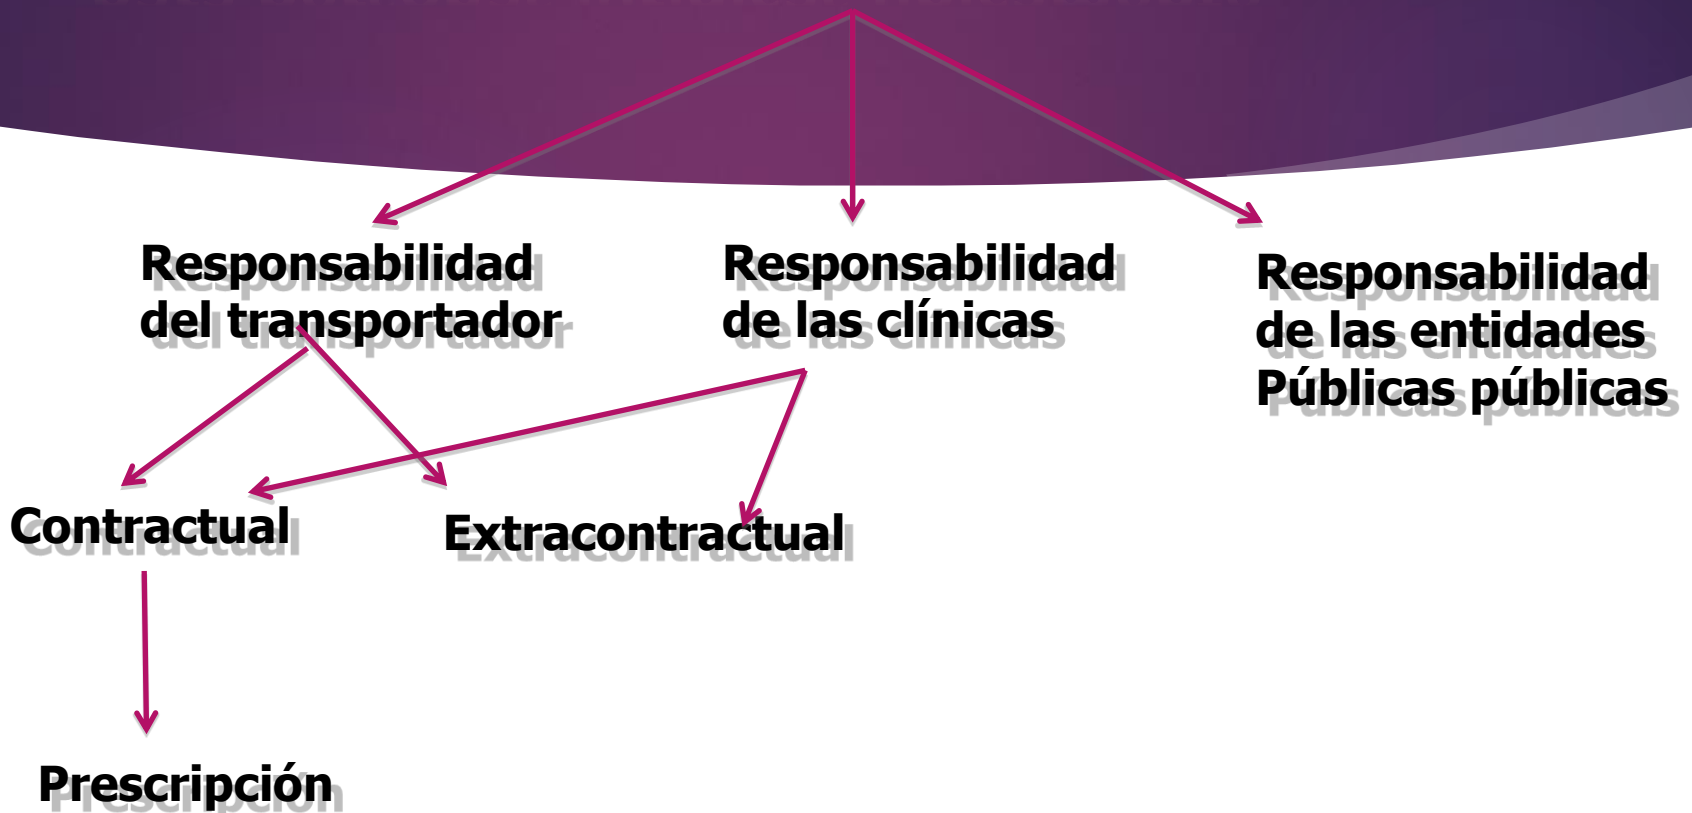 Responsabilidad
del transportador
Responsabilidad
de las clínicas
Responsabilidad
de las entidades
Públicas públicas
Contractual
Extracontractual
Prescripción